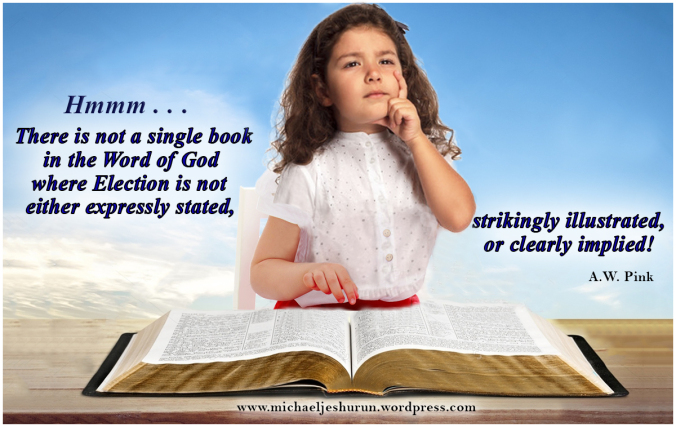 Hmmm . . .
There is not a single book
in the Word of God
where Election is not
either expressly stated,
strikingly illustrated,
or clearly implied!
A.W. Pink
www.michaeljeshurun.wordpress.com